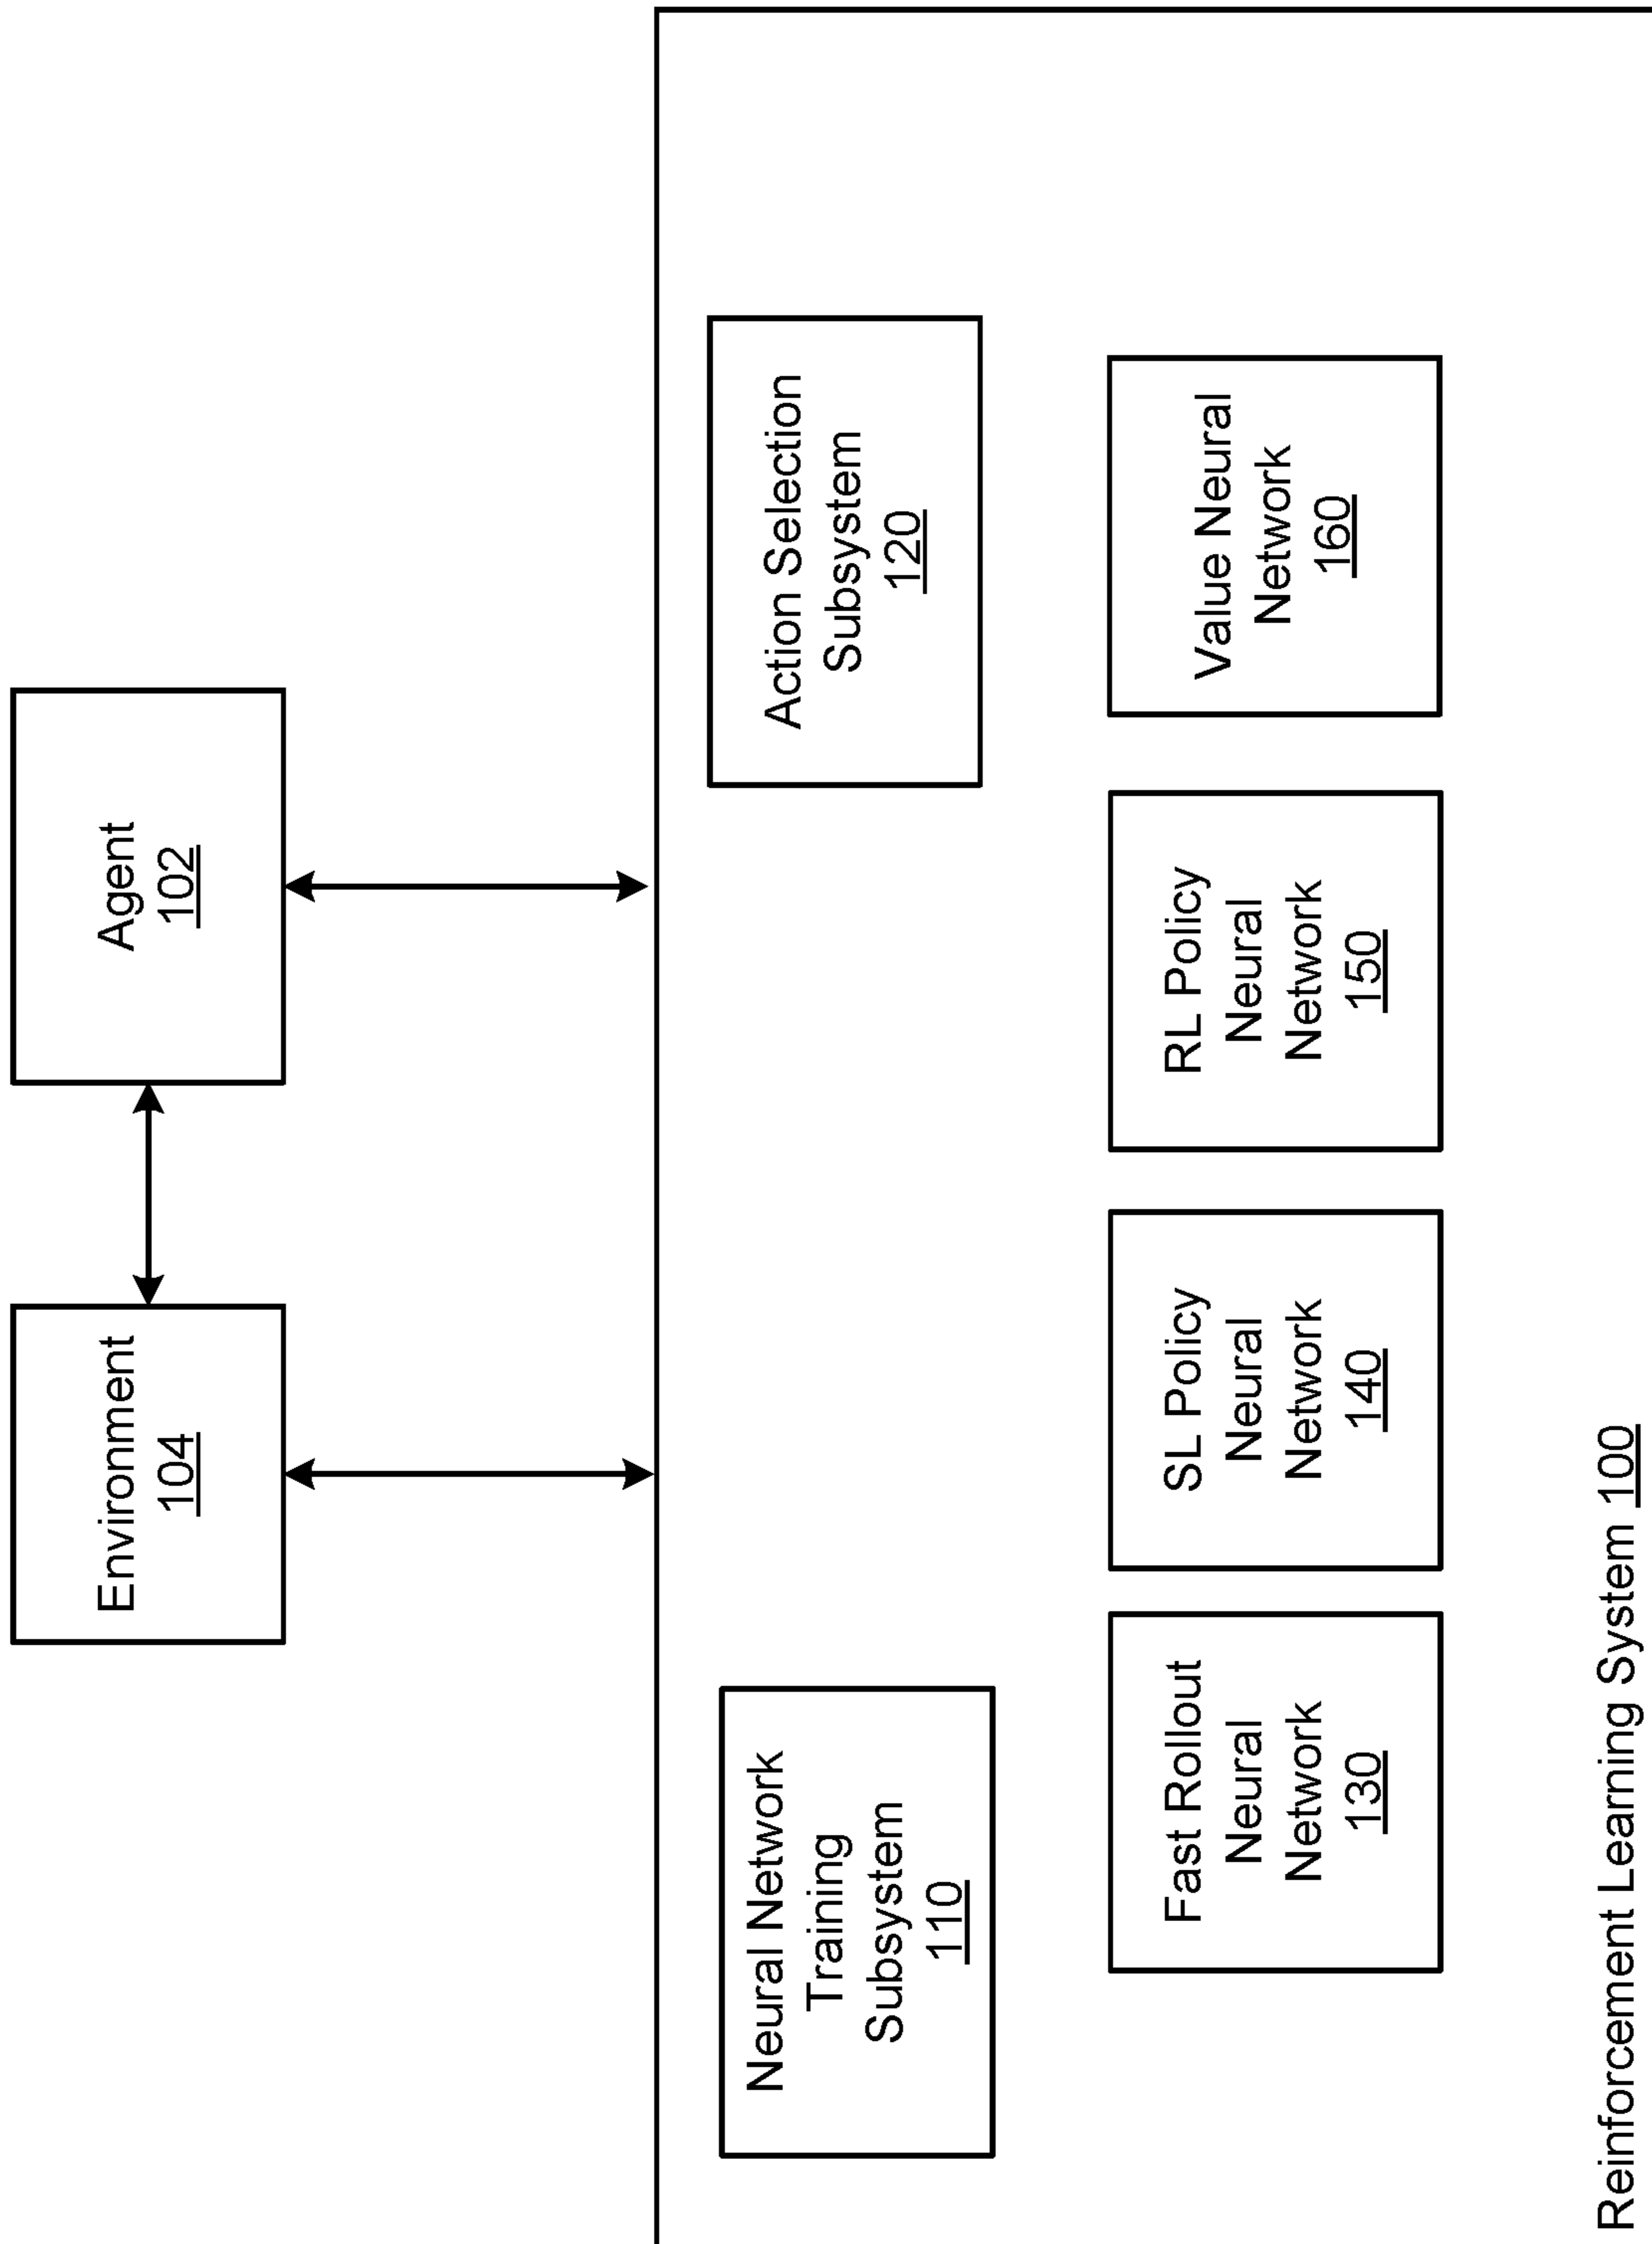 Environment
104
Agent
102
Neural Network
Training
Subsystem
110
Action Selection
Subsystem
120
Fast Rollout
Neural
Network
130
SL Policy
Neural
Network
140
RL Policy
Neural
Network
150
Value Neural
Network
160
Reinforcement Learning System 100